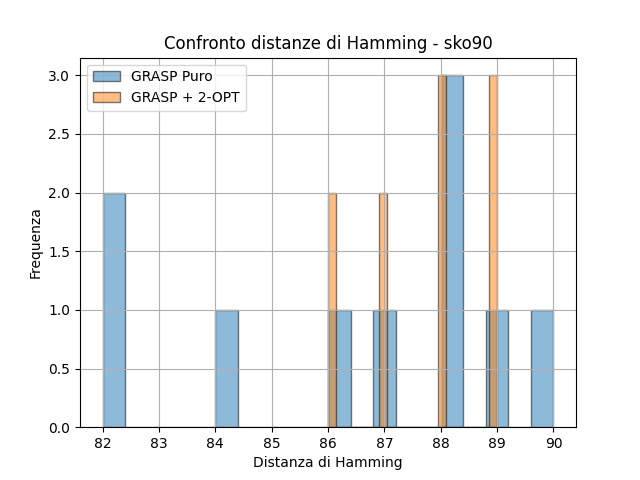 Confronto distanze di Hamming - sko90
GRASP Puro
GRASP + 2-OPT
Frequenza
3.0
2.5
2.0
1.5
1.0
0.5
0.0
82 83 84 85 86 87 88 89 90
Distanza di Hamming